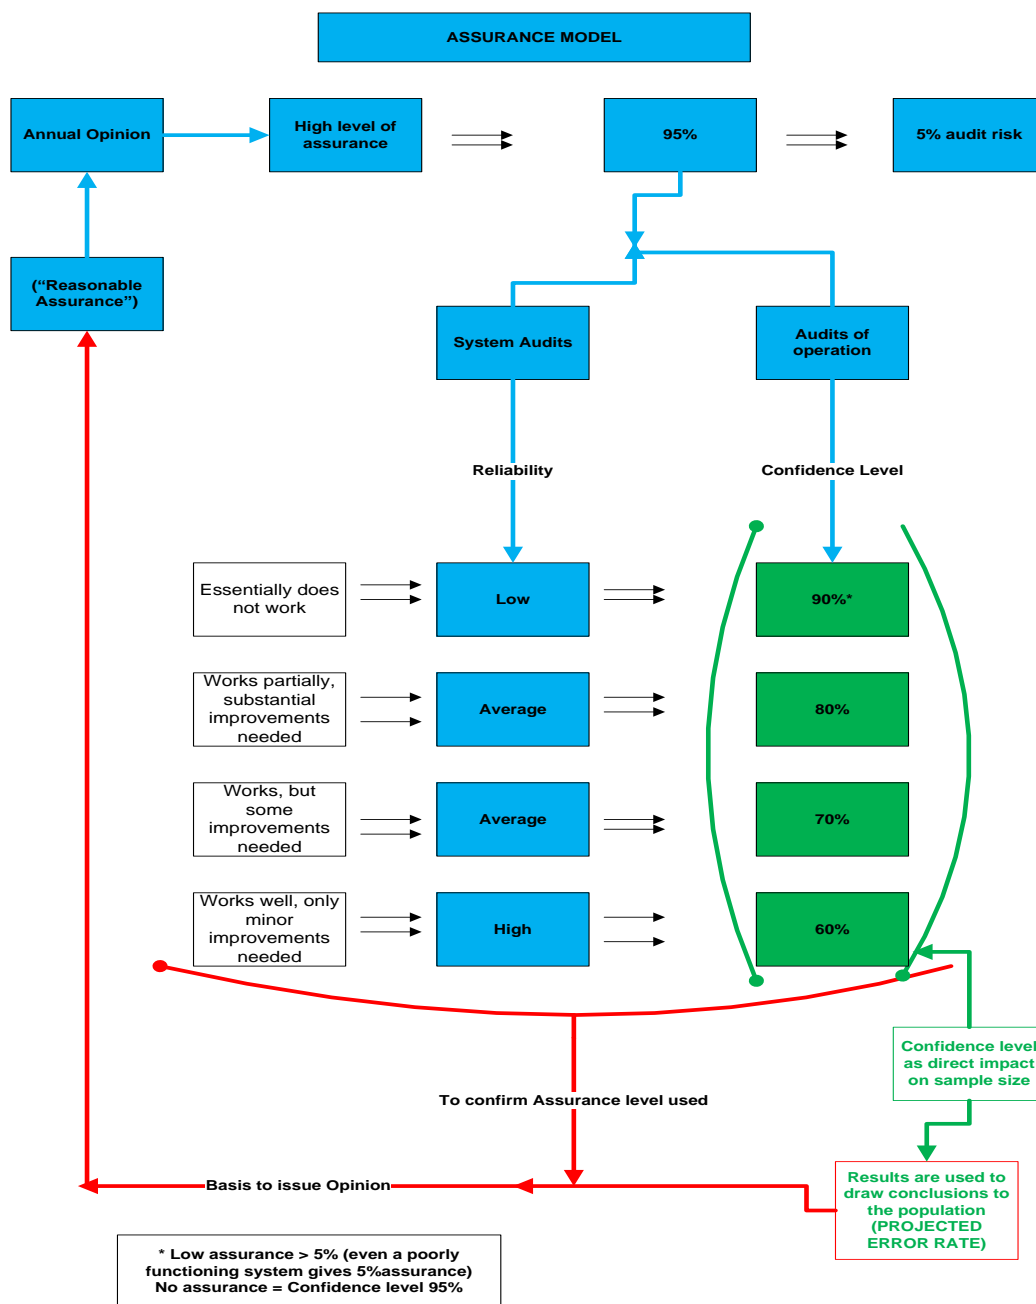 ASSURANCE MODEL
Annual Opinion
High level of
assurance
95%
5% audit risk
(“Reasonable
Assurance”)
System Audits
Audits of
operation
Reliability
Confidence Level
Essentially does
not work
Low
90%*
Works partially,
substantial
improvements
needed
Average
80%
Works, but
some
improvements
needed
Average
70%
Works well, only
minor
improvements
needed
High
60%
Confidence level
as direct impact
on sample size
To confirm Assurance level used
Basis to issue Opinion
Results are used to
draw conclusions to
the population
(PROJECTED
ERROR RATE)
* Low assurance > 5% (even a poorly
functioning system gives 5%assurance)
No assurance = Confidence level 95%